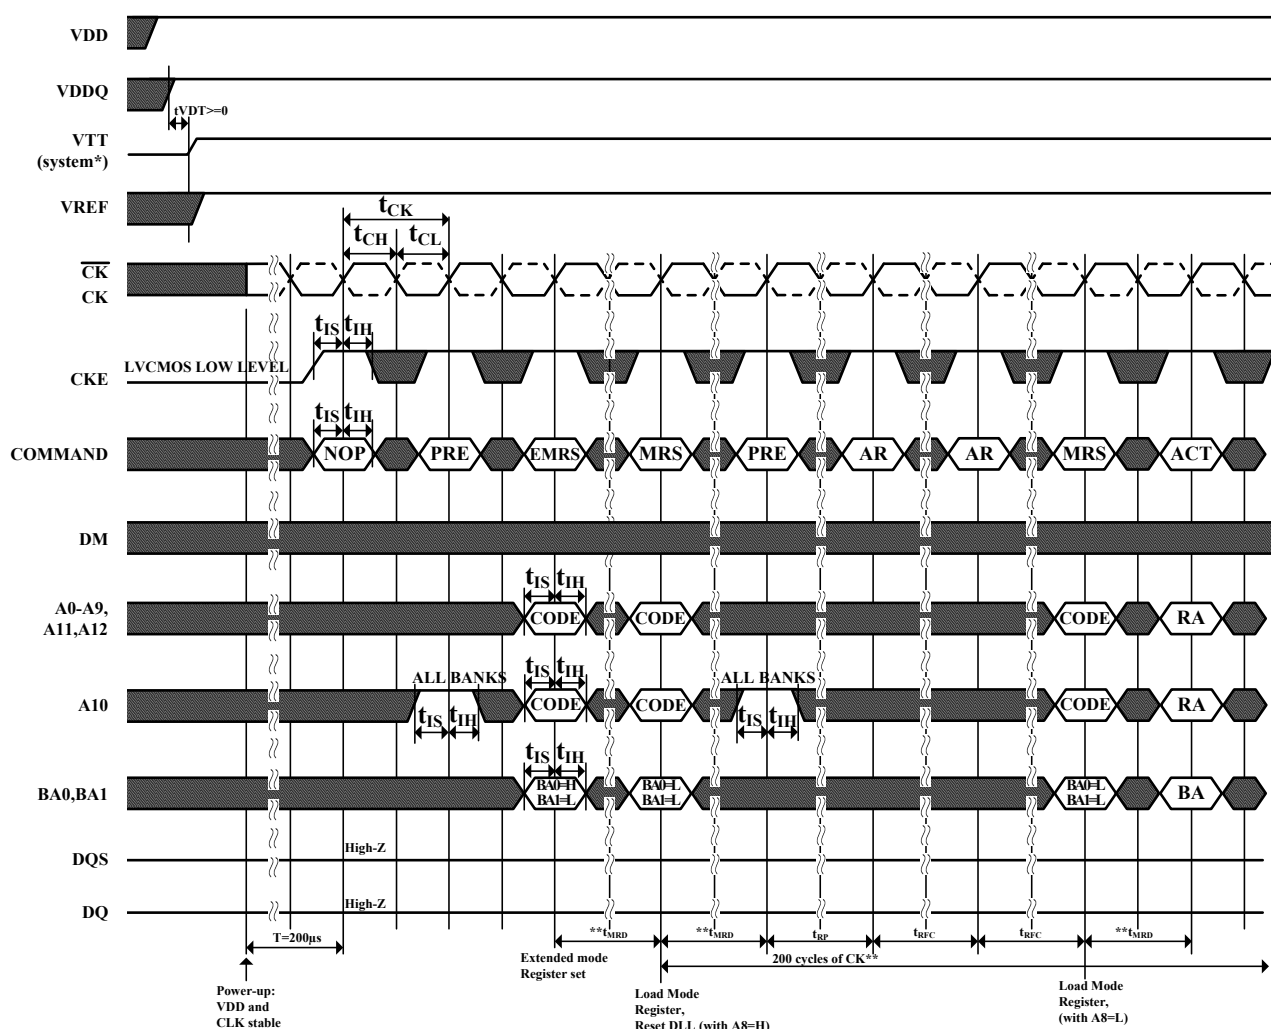 VDD
VDDQ
tVDT>=0
VTT
(system*)
VREF
tCK
tCH tCL
CK
CK
tIS tIH
LVCMOS LOW LEVEL
CKE
tIS tIH
COMMAND NOP PRE EMRS MRS PRE AR AR MRS ACT
DM
tIS tIH
A0-A9,
A11,A12
CODE CODE CODE RA
ALL BANKS tIS tIH ALL BANKS
A10 CODE CODE CODE RA
tIS tIH tIS tIH
tIS tIH
BA0,BA1
BA0=H BA0=L BA0=L
BA1=L BA1=L BA1=L
BA
DQS High-Z
DQ High-Z
T=200µs **tMRD **tMRD tRP tRFC tRFC **tMRD
200 cycles of CK**
Extended mode
Register set
Power-up:
VDD and
CLK stable
Load Mode
Register,
Reset DLL (with A8=H)
Load Mode
Register,
(with A8=L)